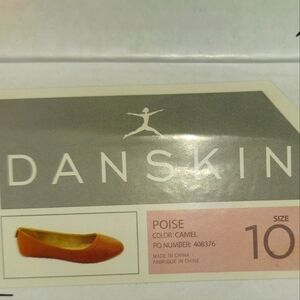 DANSKIN
POISE
COLOR: CAMEL
PO NUMBER: 408376
MADE IN CHINA
FABRIQUE EN CHINE
SIZE
10